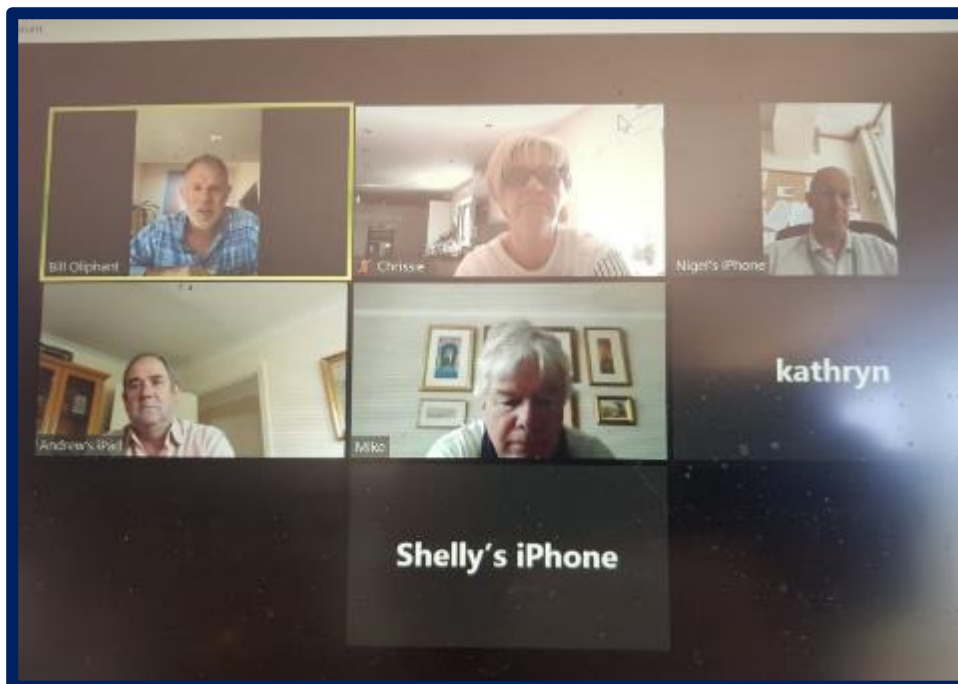 Bill Oliphant
Chrissie
Nigel's iPhone
Andrew's iPad
Mike
kathryn
Shelly's iPhone